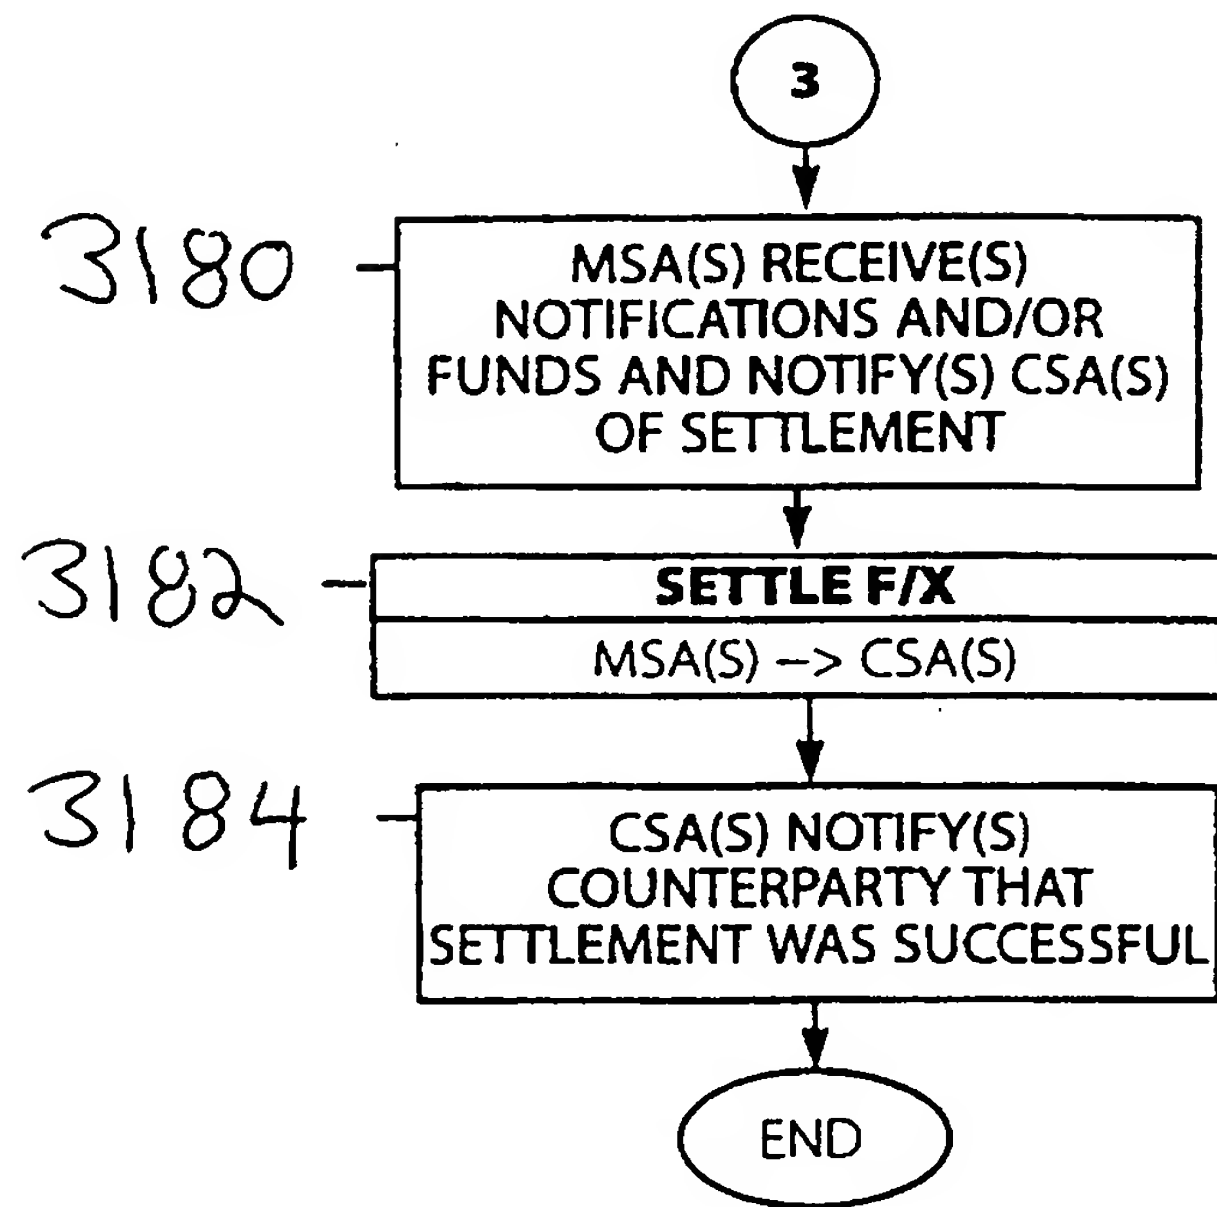 3
3180
MSA(S) RECEIVE(S)
NOTIFICATIONS AND/OR
FUNDS AND NOTIFY(S) CSA(S)
OF SETTLEMENT
3182
SETTLE F/X
MSA(S) --> CSA(S)
3184
CSA(S) NOTIFY(S)
COUNTERPARTY THAT
SETTLEMENT WAS SUCCESSFUL
END